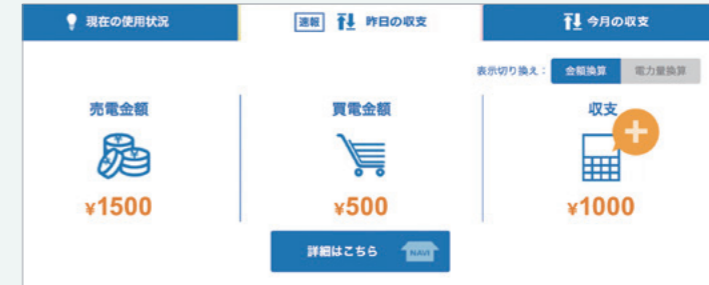 現在の使用状況
速報 昨日の収支
今月の収支
表示切り換え： 金額換算 電力量換算
売電金額
買電金額
収支
¥1500
¥500
¥1000
詳細はこちら NAVI